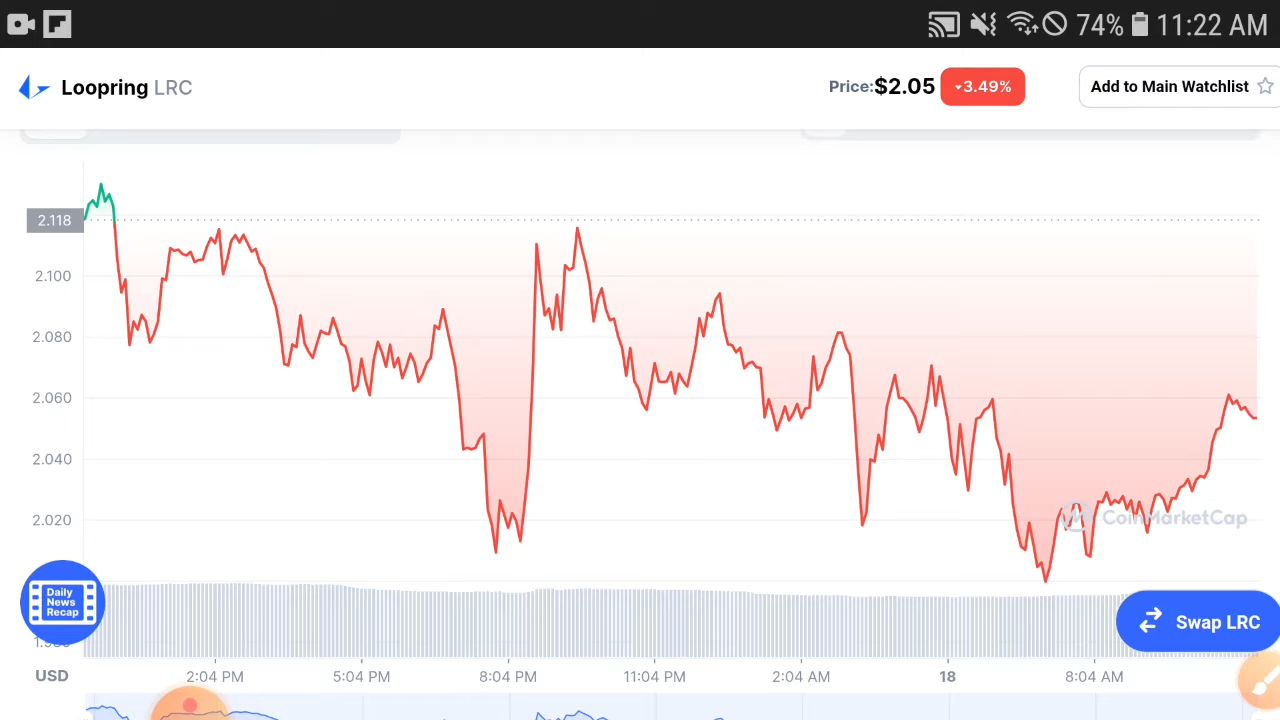 74% 11:22 AM
Loopring LRC
Price:$2.05 3.49%
Add to Main Watchlist
2.118
2.100
2.080
2.060
2.040
2.020
CoinMarketCap
Daily
News
Recap
Swap LRC
USD
2:04 PM 5:04 PM 8:04 PM 11:04 PM 2:04 AM 18 8:04 AM